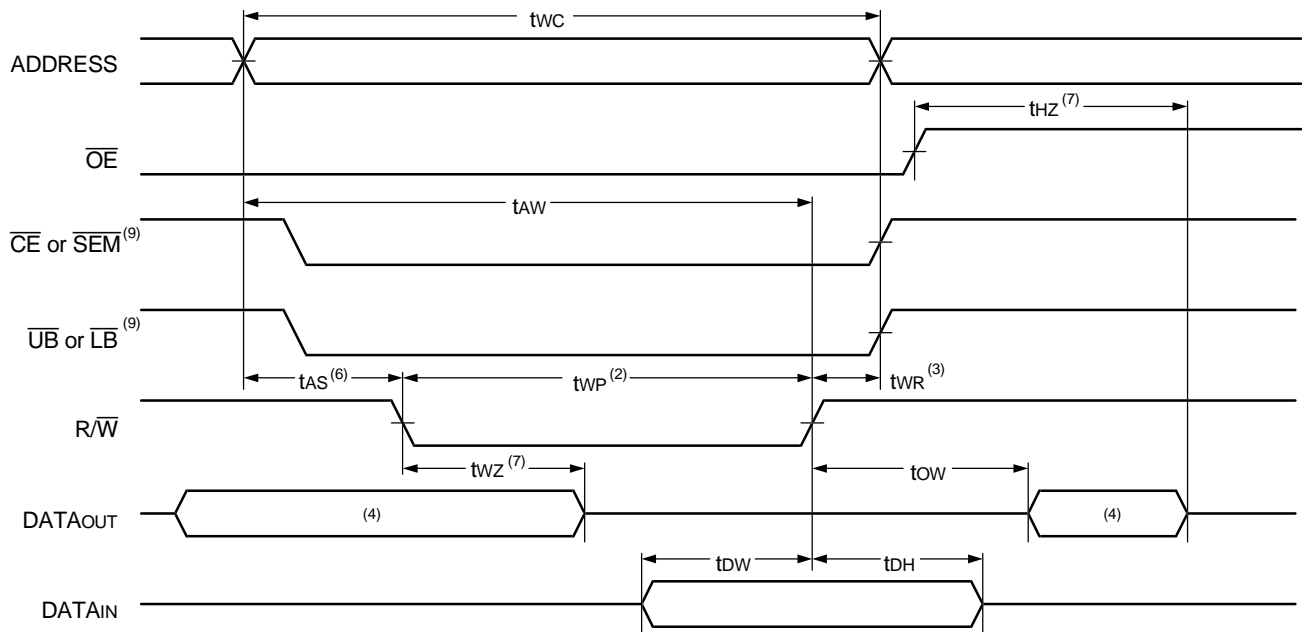 tWC
ADDRESS
tHZ (7)
OE
tAW
CE or SEM (9)
UB or LB (9)
tAS (6) tWP (2) tWR (3)
R/W
tWZ (7) tOW
DATAOUT (4) (4)
tDW tDH
DATAIN